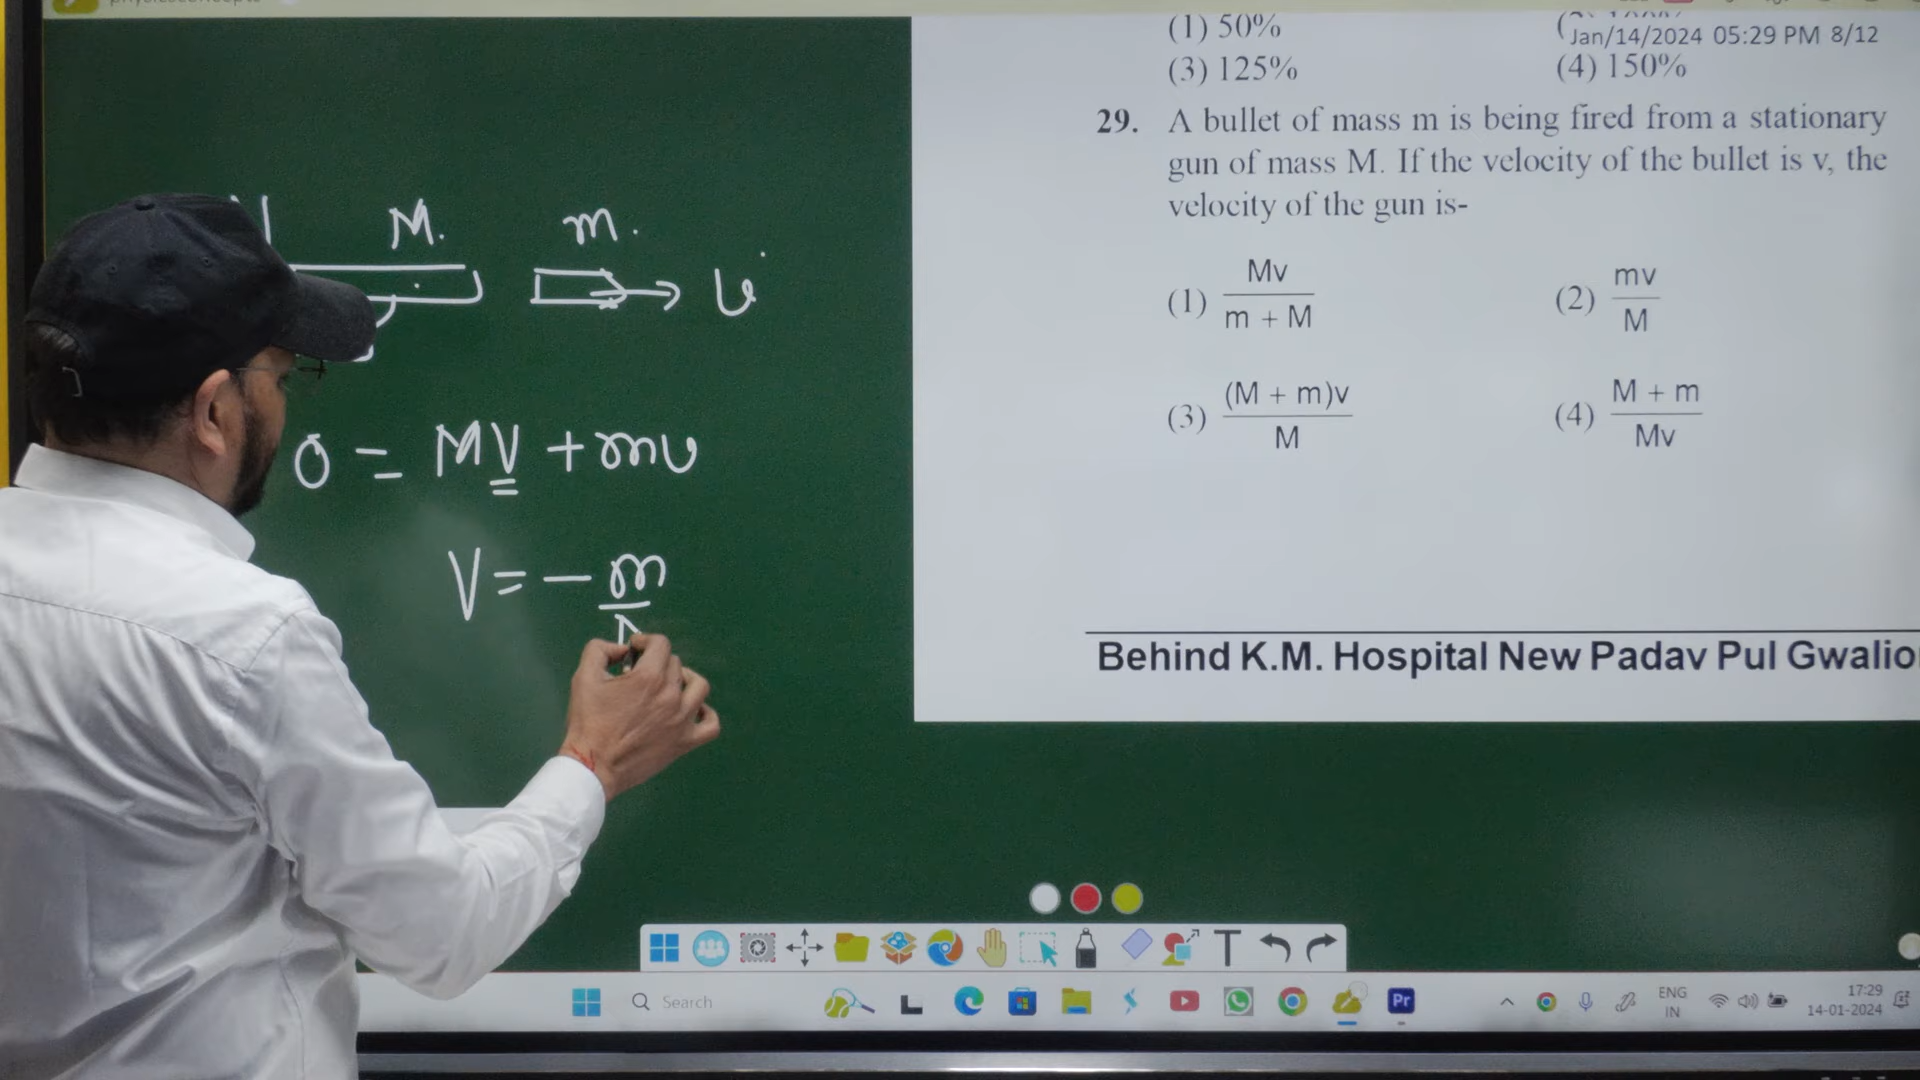 (1) 50%
Jan/14/2024 05:29 PM 8/12
(3) 125% (4) 150%
29. A bullet of mass m is being fired from a stationary
gun of mass M. If the velocity of the bullet is v, the
velocity of the gun is-
(1) Mv / m + M (2) mv / M
(3) (M + m)v / M (4) M + m / Mv
Behind K.M. Hospital New Padav Pul Gwalio
M. m.
v
0 = MV + mv
V = - m
T
Search
Pr
ENG
IN
17:29
14-01-2024